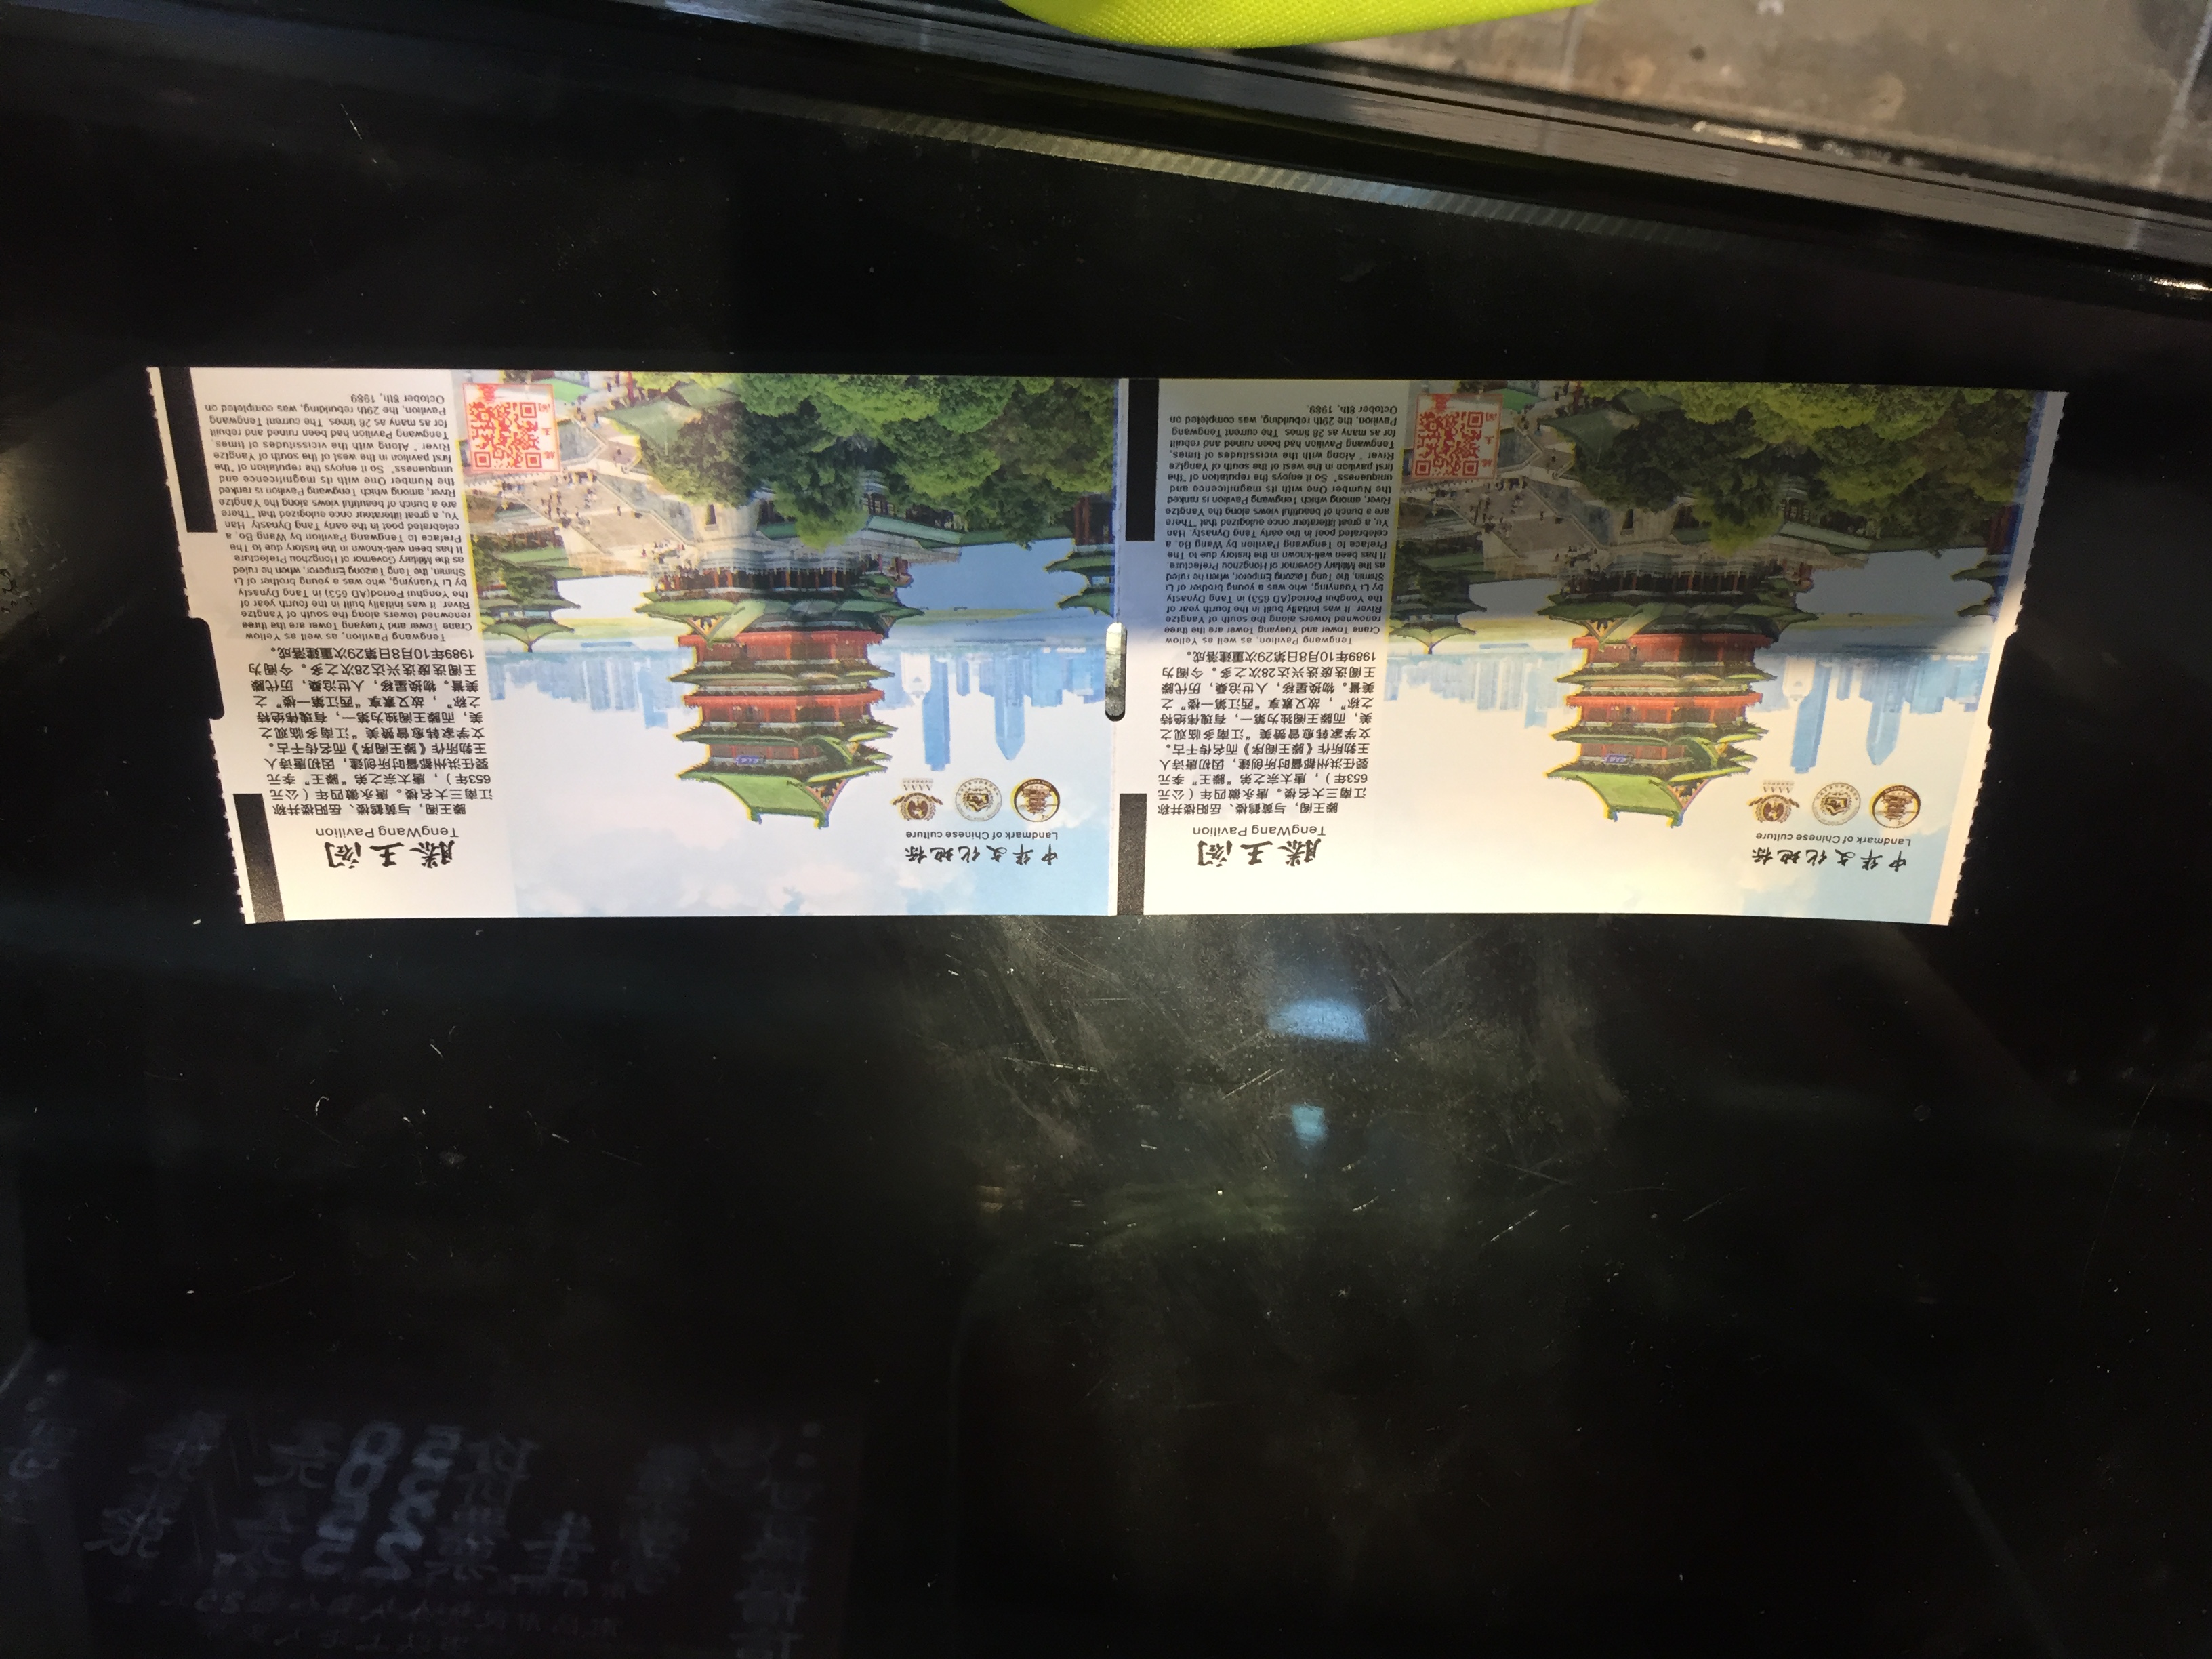 中华文化地标
Landmark of Chinese culture
AAAA
滕王阁
TengWang Pavilion
滕王阁，与黄鹤楼、岳阳楼并称
江南三大名楼。唐永徽四年（公元
653年），唐太宗之弟“滕王”李元
婴任洪州都督时所创建，因初唐诗人
王勃所作《滕王阁序》而名传千古。
文学家韩愈曾赞美“江南多临观之
美，而滕王阁独为第一，有瑰伟绝特
之称”，故又素享“西江第一楼”之
美誉。物换星移，人世沧桑，历代滕
王阁迭废迭兴达28次之多。今阁为
1989年10月8日第29次重建落成。
Tengwang Pavilion, as well as Yellow
Crane Tower and Yueyang Tower are the three
renowned towers along the south of Yangtze
River. It was initially built in the fourth year of
the Yonghui Period(AD 653) in Tang Dynasty
by Li Yuanying, who was a young brother of Li
Shimin, the Tang Taizong Emperor, when he ruled
as the Military Governor of Hongzhou Prefecture.
It has been well-known in the history due to The
Preface to Tengwang Pavilion by Wang Bo, a
celebrated poet in the early Tang Dynasty. Han
Yu, a great litterateur once eulogized that "There
are a bunch of beautiful views along the Yangtze
River, among which Tengwang Pavilion is ranked
the Number One with its magnificence and
uniqueness". So it enjoys the reputation of "the
first pavilion in the west of the south of Yangtze
River." Along with the vicissitudes of times,
Tengwang Pavilion had been ruined and rebuilt
for as many as 28 times. The current Tengwang
Pavilion, the 29th rebuilding, was completed on
October 8th, 1989.
滕王阁
中华文化地标
Landmark of Chinese culture
AAAA
滕王阁
TengWang Pavilion
滕王阁，与黄鹤楼、岳阳楼并称
江南三大名楼。唐永徽四年（公元
653年），唐太宗之弟“滕王”李元
婴任洪州都督时所创建，因初唐诗人
王勃所作《滕王阁序》而名传千古。
文学家韩愈曾赞美“江南多临观之
美，而滕王阁独为第一，有瑰伟绝特
之称”，故又素享“西江第一楼”之
美誉。物换星移，人世沧桑，历代滕
王阁迭废迭兴达28次之多。今阁为
1989年10月8日第29次重建落成。
Tengwang Pavilion, as well as Yellow
Crane Tower and Yueyang Tower are the three
renowned towers along the south of Yangtze
River. It was initially built in the fourth year of
the Yonghui Period(AD 653) in Tang Dynasty
by Li Yuanying, who was a young brother of Li
Shimin, the Tang Taizong Emperor, when he ruled
as the Military Governor of Hongzhou Prefecture.
It has been well-known in the history due to The
Preface to Tengwang Pavilion by Wang Bo, a
celebrated poet in the early Tang Dynasty. Han
Yu, a great litterateur once eulogized that "There
are a bunch of beautiful views along the Yangtze
River, among which Tengwang Pavilion is ranked
the Number One with its magnificence and
uniqueness". So it enjoys the reputation of "the
first pavilion in the west of the south of Yangtze
River." Along with the vicissitudes of times,
Tengwang Pavilion had been ruined and rebuilt
for as many as 28 times. The current Tengwang
Pavilion, the 29th rebuilding, was completed on
October 8th, 1989.
滕王阁